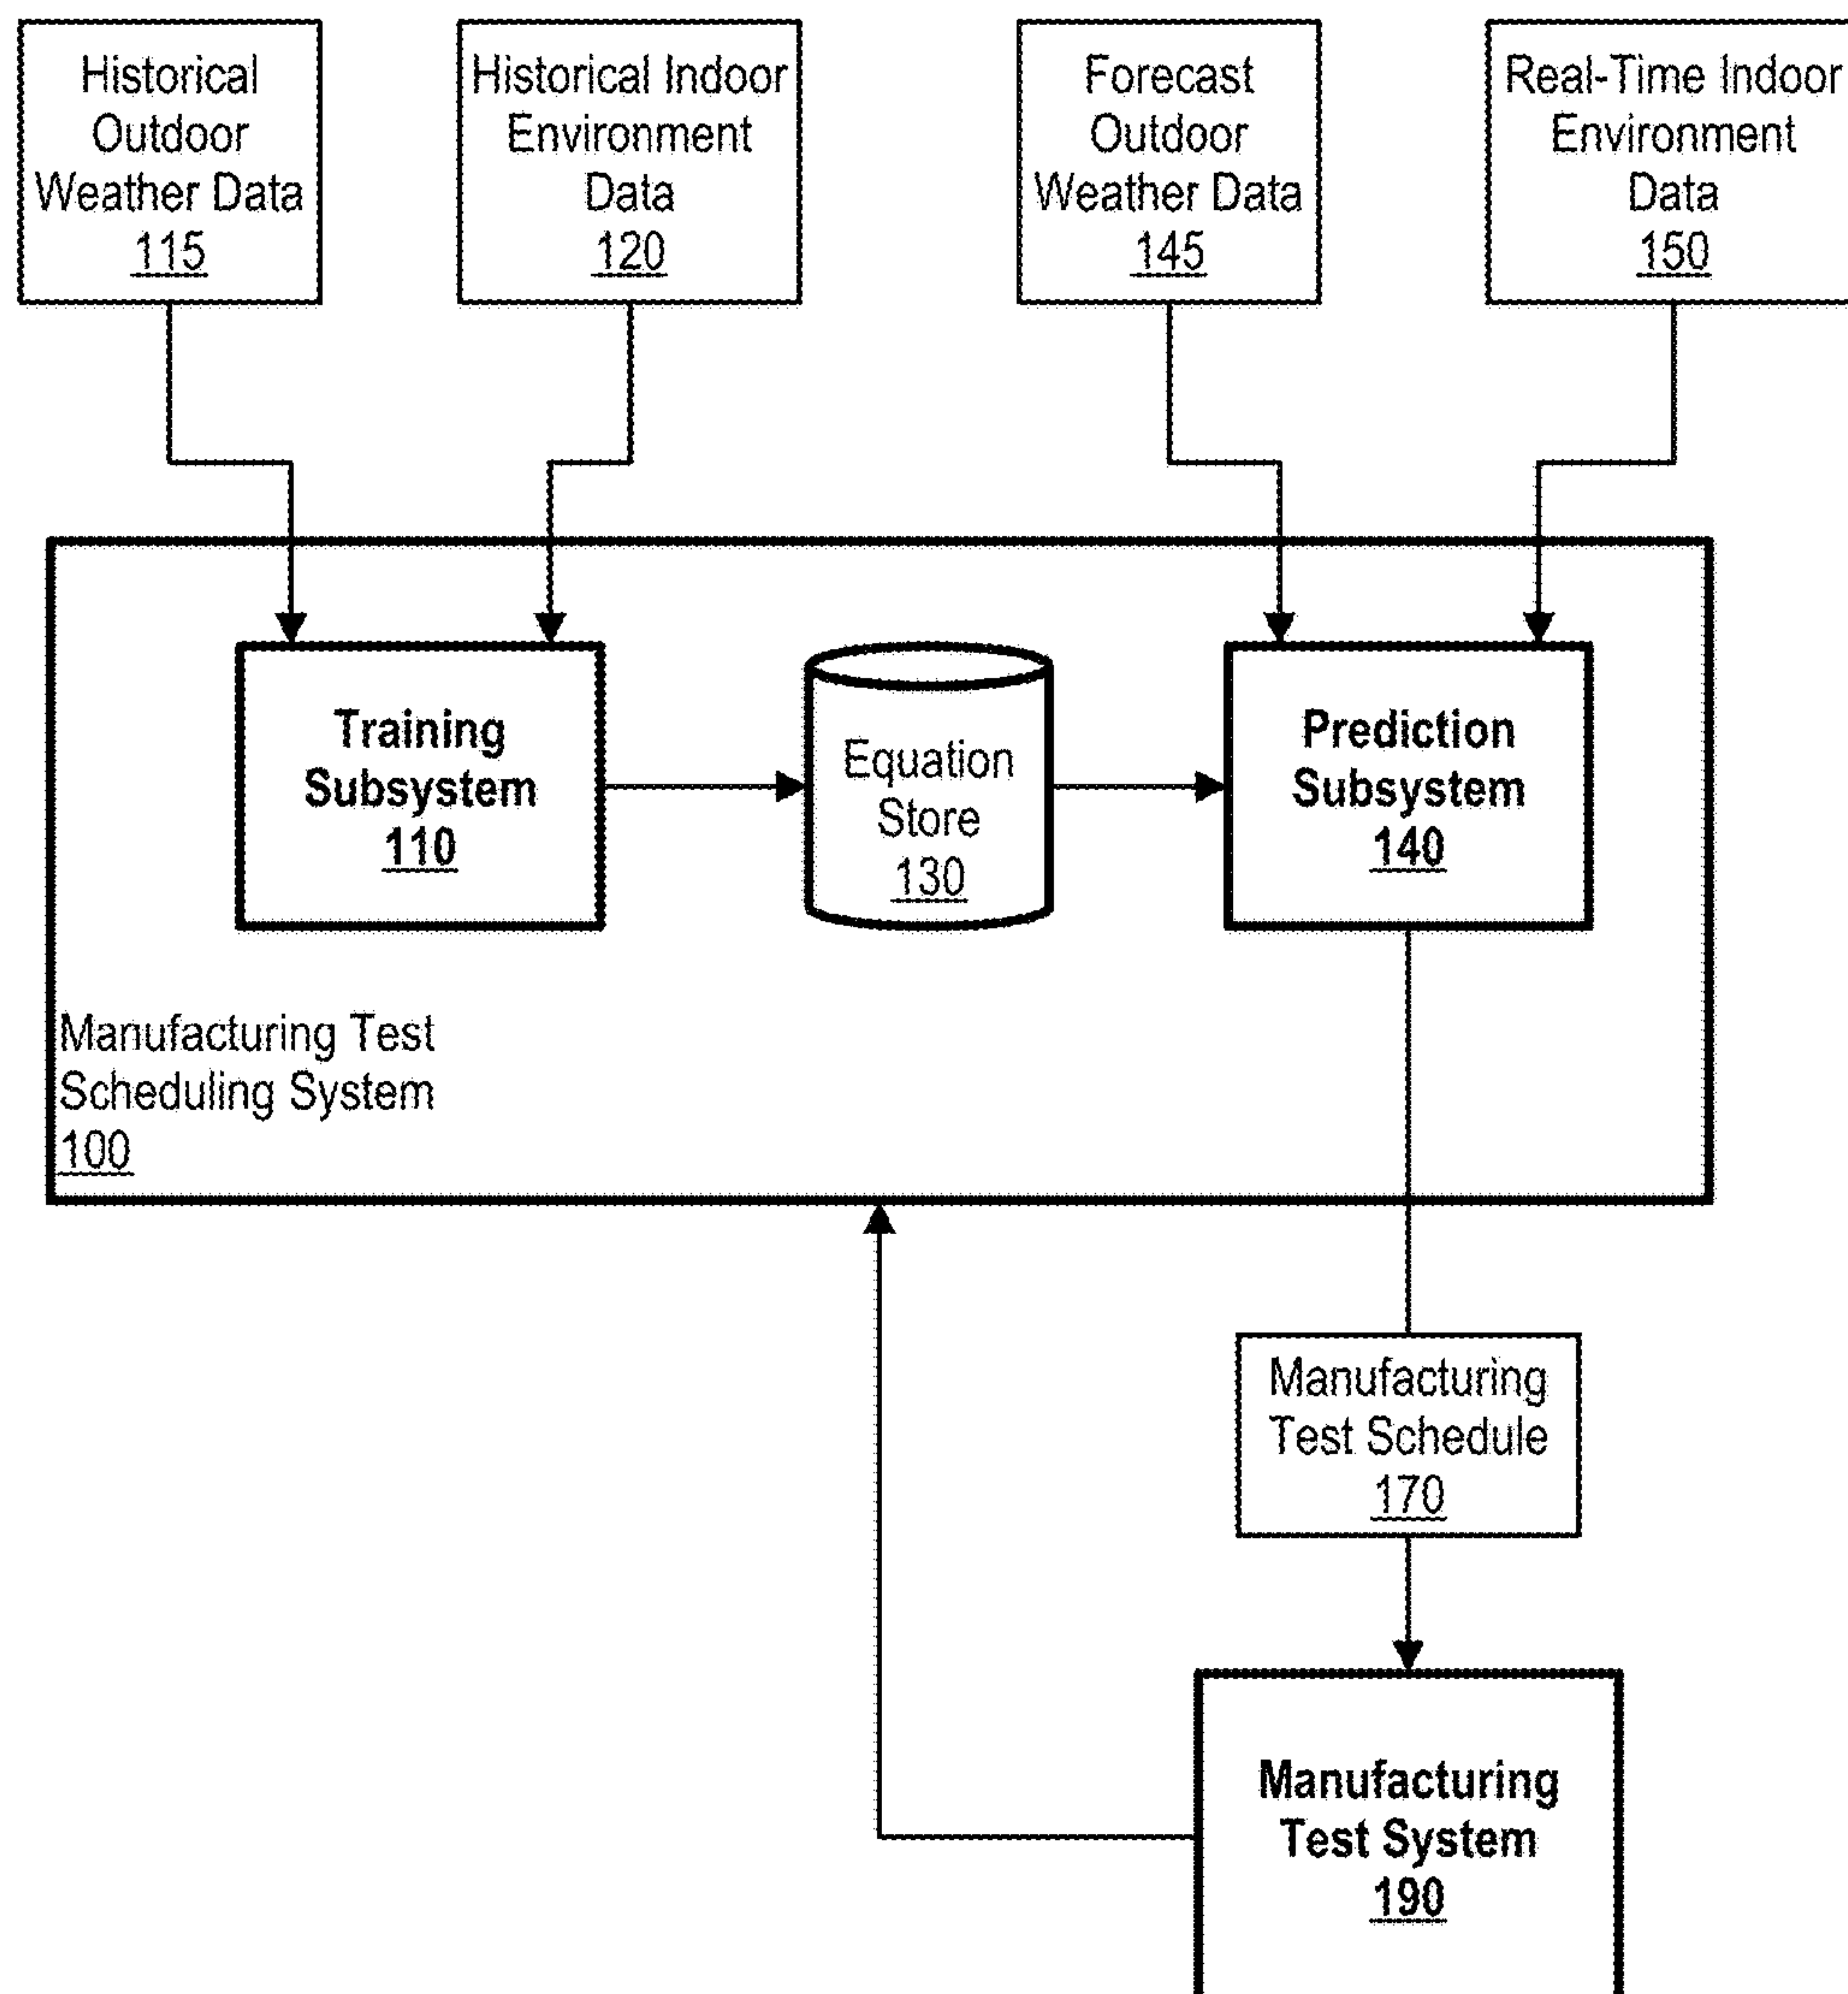 Historical
Outdoor
Weather Data
115
Historical Indoor
Environment
Data
120
Forecast
Outdoor
Weather Data
145
Real-Time Indoor
Environment
Data
150
Training
Subsystem
110
Equation
Store
130
Prediction
Subsystem
140
Manufacturing Test
Scheduling System
100
Manufacturing
Test Schedule
170
Manufacturing
Test System
190